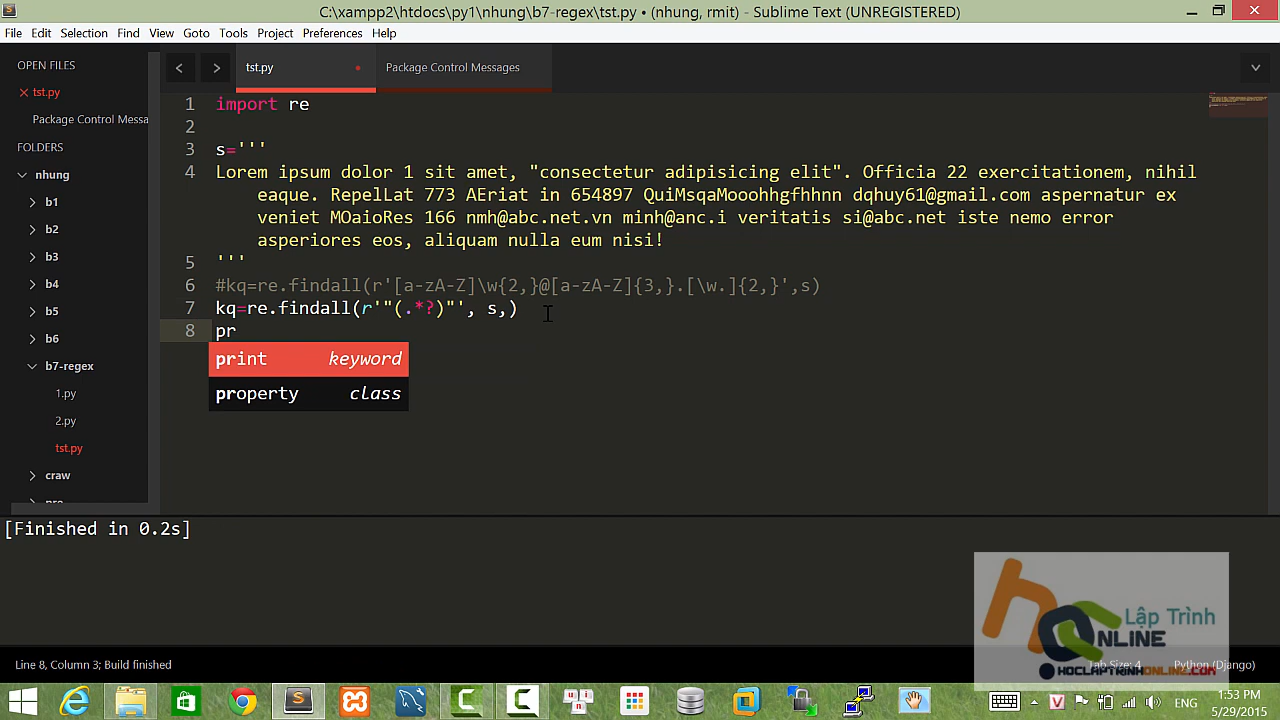 C:\xampp2\htdocs\py1\nhung\b7-regex\tst.py • (nhung, rmit) - Sublime Text (UNREGISTERED)
File Edit Selection Find View Goto Tools Project Preferences Help
OPEN FILES
tst.py
Package Control Messa
FOLDERS
nhung
b1
b2
b3
b4
b5
b6
b7-regex
1.py
2.py
tst.py
craw
pro
tst.py
Package Control Messages
1 import re
2
3 s='''
4 Lorem ipsum dolor 1 sit amet, "consectetur adipisicing elit". Officia 22 exercitationem, nihil
eaque. RepelLat 773 AEriat in 654897 QuiMsqaMooohhgfhhnn dqhuy61@gmail.com aspernatur ex
veniet MOaioRes 166 nmh@abc.net.vn minh@anc.i veritatis si@abc.net iste nemo error
asperiores eos, aliquam nulla eum nisi!
5 '''
6 #kq=re.findall(r'[a-zA-Z]\w{2,}@[a-zA-Z]{3,}.[\w.]{2,}',s)
7 kq=re.findall(r'"(.*?)"', s,)
8 pr
print keyword
property class
[Finished in 0.2s]
Lập Trình
ONLINE
HOCLAPTRINHONLINE.COM
Line 8, Column 3; Build finished
Tab Size: 4
Python (Django)
ENG
1:53 PM
5/29/2015